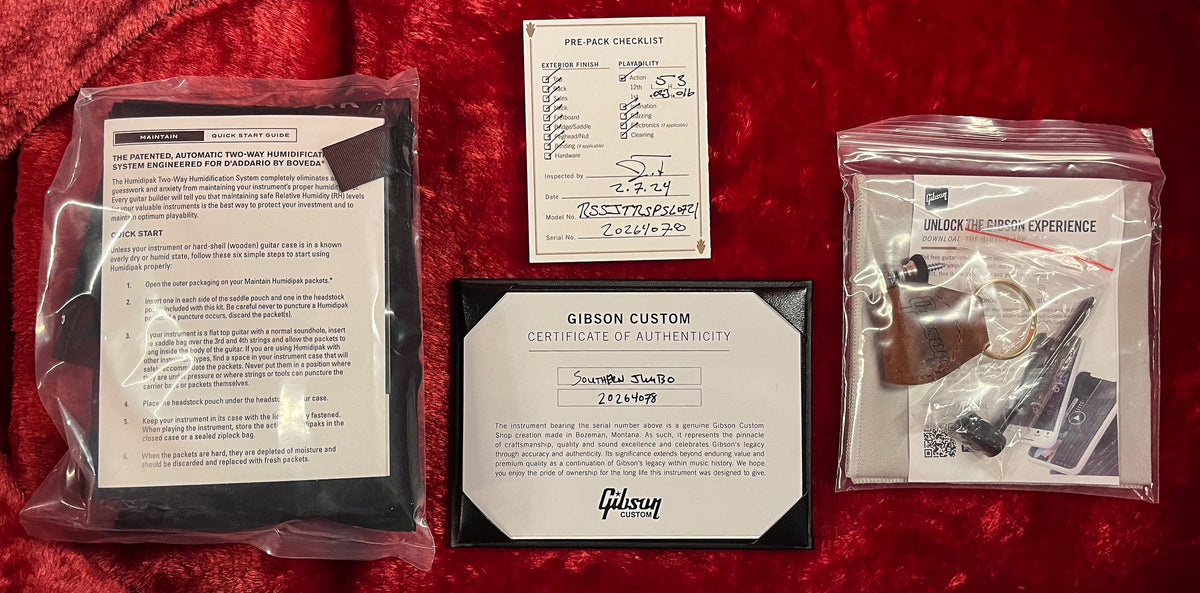 MAINTAIN QUICK START GUIDE
THE PATENTED, AUTOMATIC TWO-WAY HUMIDIFICAT
SYSTEM ENGINEERED FOR D'ADDARIO BY BOVEDA®
The Humidipak Two-Way Humidification System completely eliminates
guesswork and anxiety from maintaining your instrument's proper humidi
Every guitar builder will tell you that maintaining safe Relative Humidity (RH) levels
for your valuable instruments is the best way to protect your investment and to
maintain optimum playability.
QUICK START
Unless your instrument or hard-shell (wooden) guitar case is in a known
overly dry or humid state, follow these six simple steps to start using
Humidipak properly:
1. Open the outer packaging on your Maintain Humidipak packets.*
2. Insert one in each side of the saddle pouch and one in the headstock
included with this kit. Be careful never to puncture a Humidipak
a puncture occurs, discard the packet(s).
3. If your instrument is a flat top guitar with a normal soundhole, insert
the saddle bag over the 3rd and 4th strings and allow the packets to
hang inside the body of the guitar. If you are using Humidipak with
other instrument types, find a space in your instrument case that will
safely accommodate the packets. Never put them in a position where
they are under pressure or where strings or tools can puncture the
carrier bags or packets themselves.
4. Place the headstock pouch under the headstock case.
5. Keep your instrument in its case with the fastened.
When playing the instrument, store the in the
closed case or a sealed ziplock bag.
6. When the packets are hard, they are depleted of moisture and
should be discarded and replaced with fresh packets.
PRE-PACK CHECKLIST
EXTERIOR FINISH
Top
Back
Sides
Neck
Fretboard
Bridge/Saddle
Peghead/Nut
Binding (if applicable)
Hardware
PLAYABILITY
Action
12th L 5 H 3
1st .016
Intonation
Buzzing
Electronics (if applicable)
Cleaning
Inspected by
Date 2.7.24
Model No RSSJTRSPSL0721
Serial No. 20264078
GIBSON CUSTOM
CERTIFICATE OF AUTHENTICITY
SOUTHERN JUMBO
20264078
The instrument bearing the serial number above is a genuine Gibson Custom
Shop creation made in Bozeman, Montana. As such, it represents the pinnacle
of craftsmanship, quality and sound excellence and celebrates Gibson's legacy
through accuracy and authenticity. Its significance extends beyond enduring value and
premium quality as a continuation of Gibson's legacy within music history. We hope
you enjoy the pride of ownership for the long life this instrument was designed to give.
Gibson
CUSTOM
Gibson
UNLOCK THE GIBSON EXPERIENCE
DOWNLOAD THE GIBSON APP
Gibson